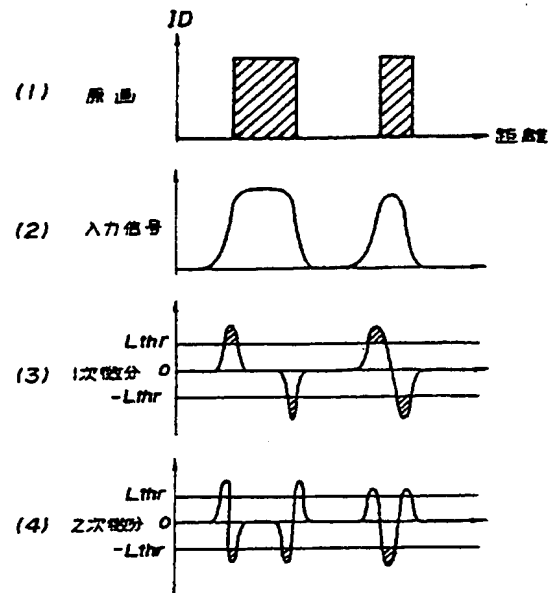 ID
(1) 原画
距離
(2) 入力信号
Lthr
(3) 1次微分 0
-Lthr
Lthr
(4) 2次微分 0
-Lthr